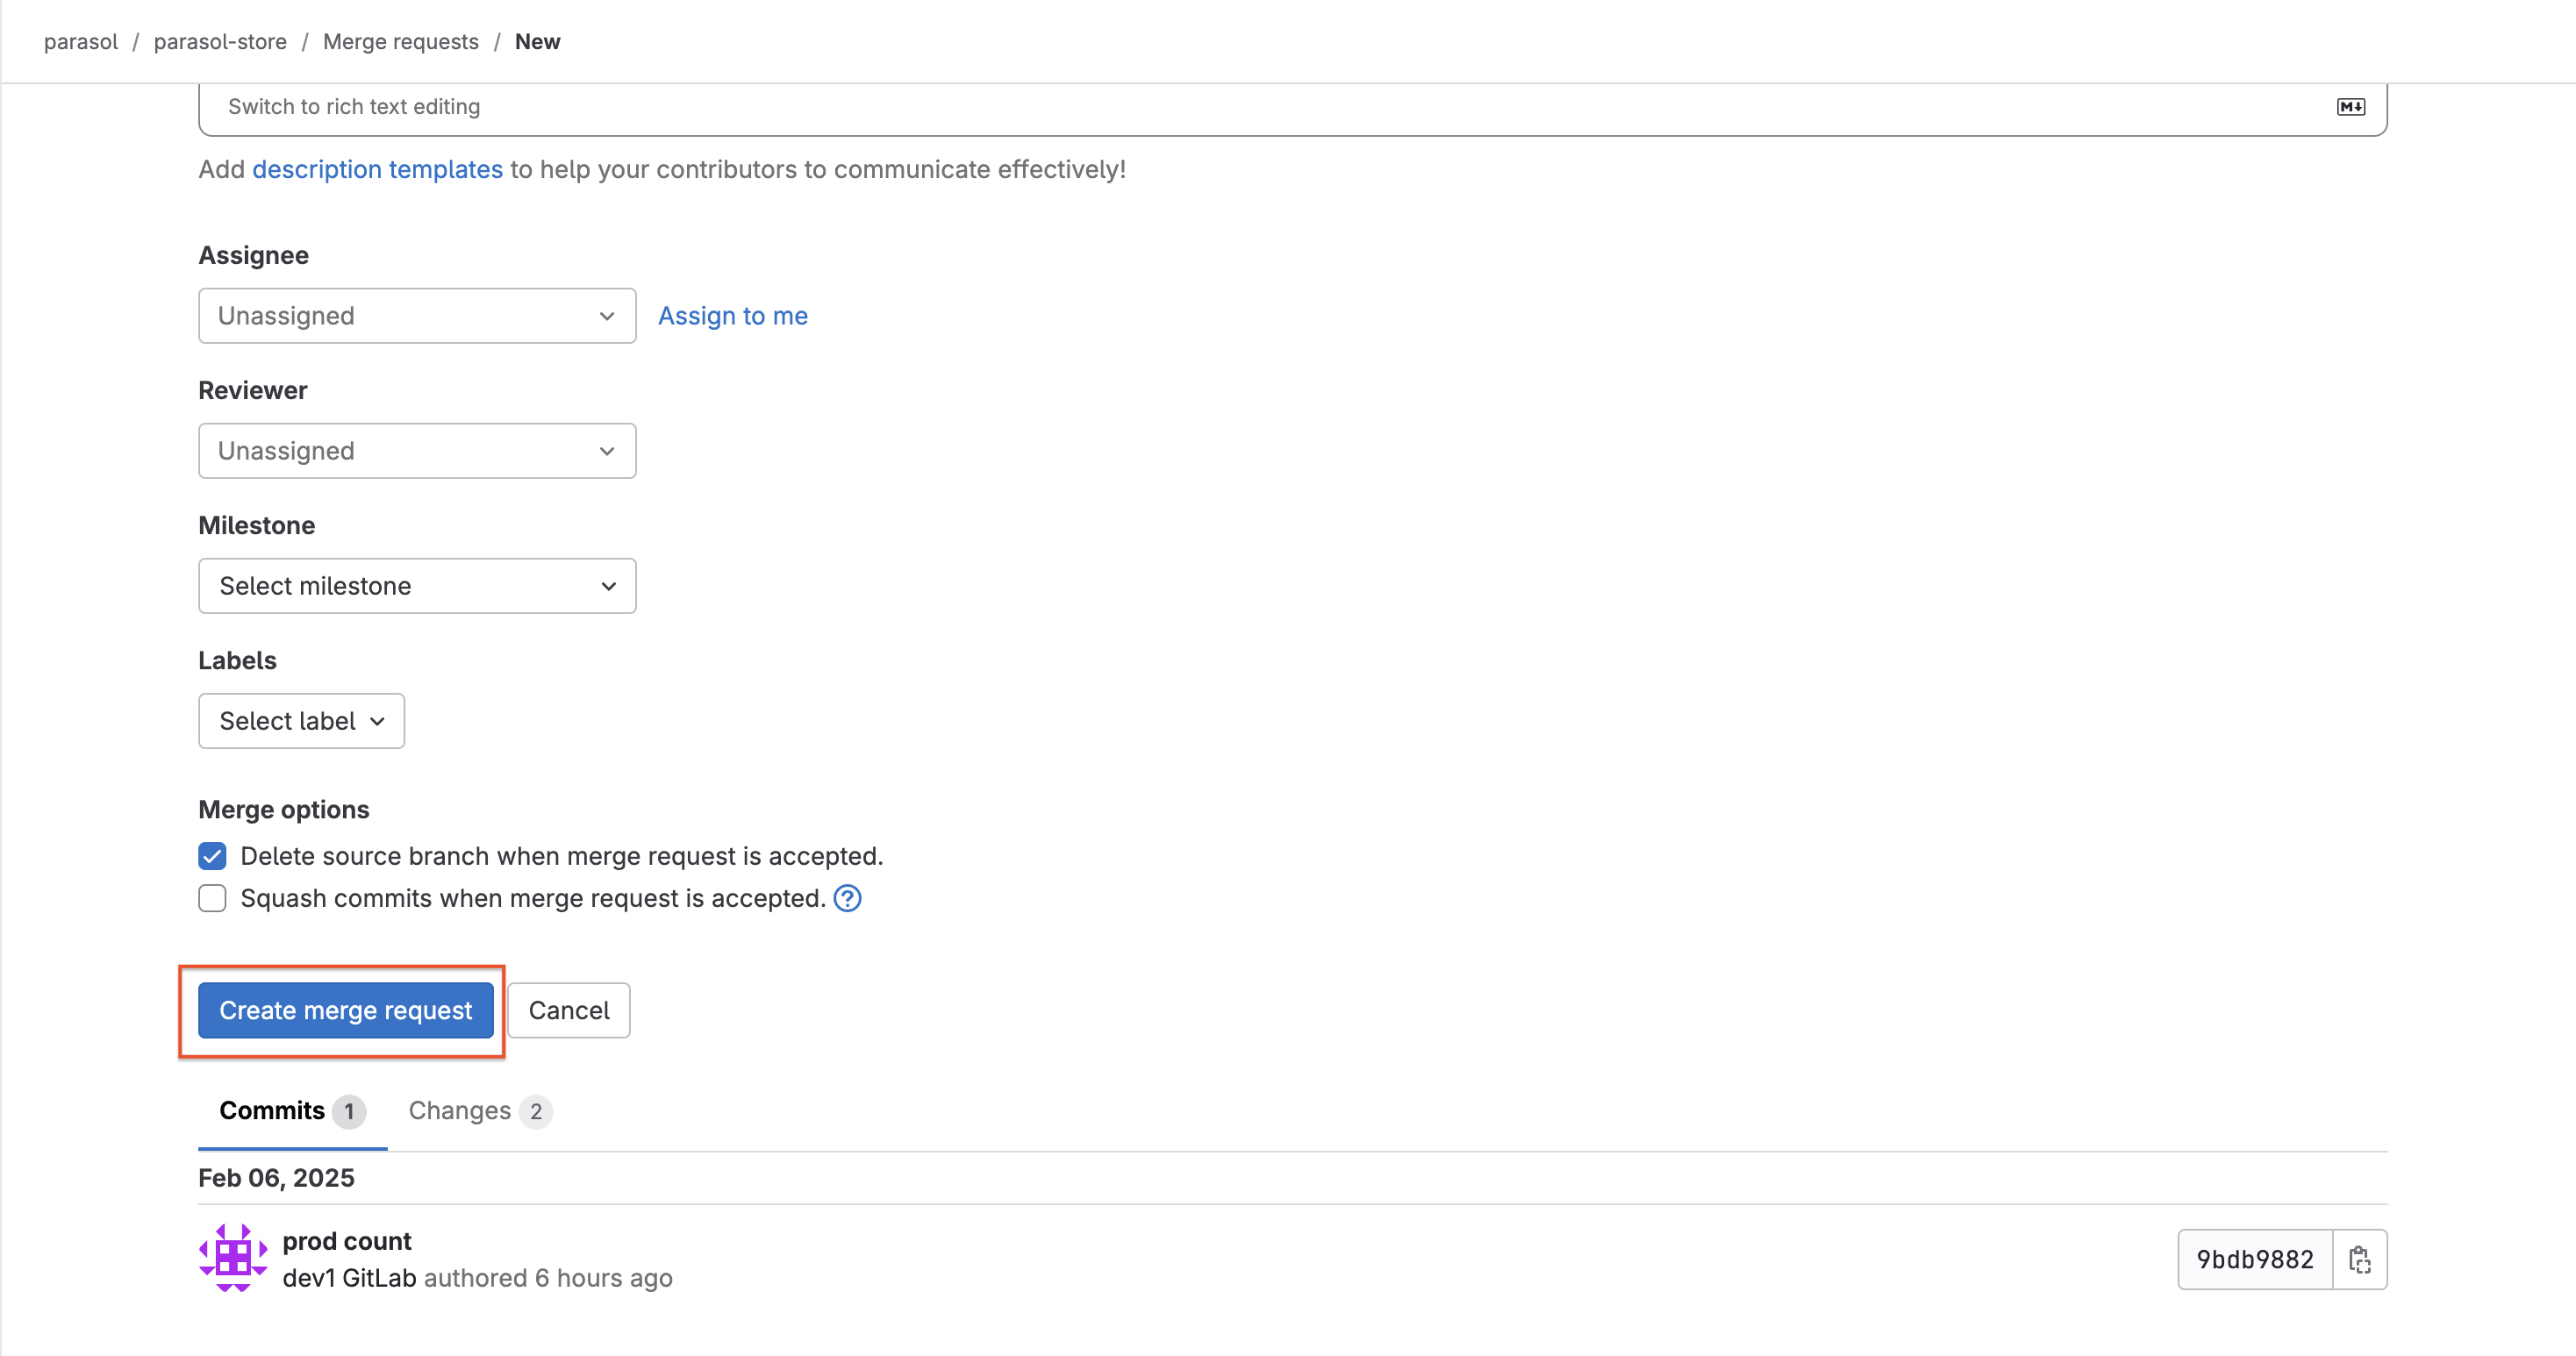 parasol / parasol-store / Merge requests / New
Switch to rich text editing
M↓
Add description templates to help your contributors to communicate effectively!
Assignee
Unassigned Assign to me
Reviewer
Unassigned
Milestone
Select milestone
Labels
Select label
Merge options
Delete source branch when merge request is accepted.
Squash commits when merge request is accepted. ?
Create merge request Cancel
Commits 1 Changes 2
Feb 06, 2025
prod count
dev1 GitLab authored 6 hours ago
9bdb9882